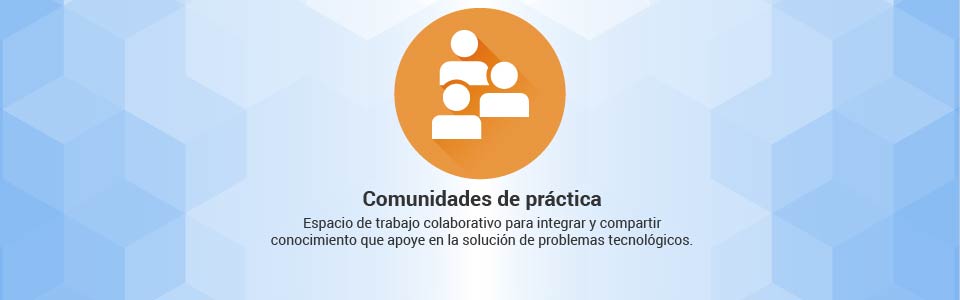 Comunidades de práctica
Espacio de trabajo colaborativo para integrar y compartir
conocimiento que apoye en la solución de problemas tecnológicos.